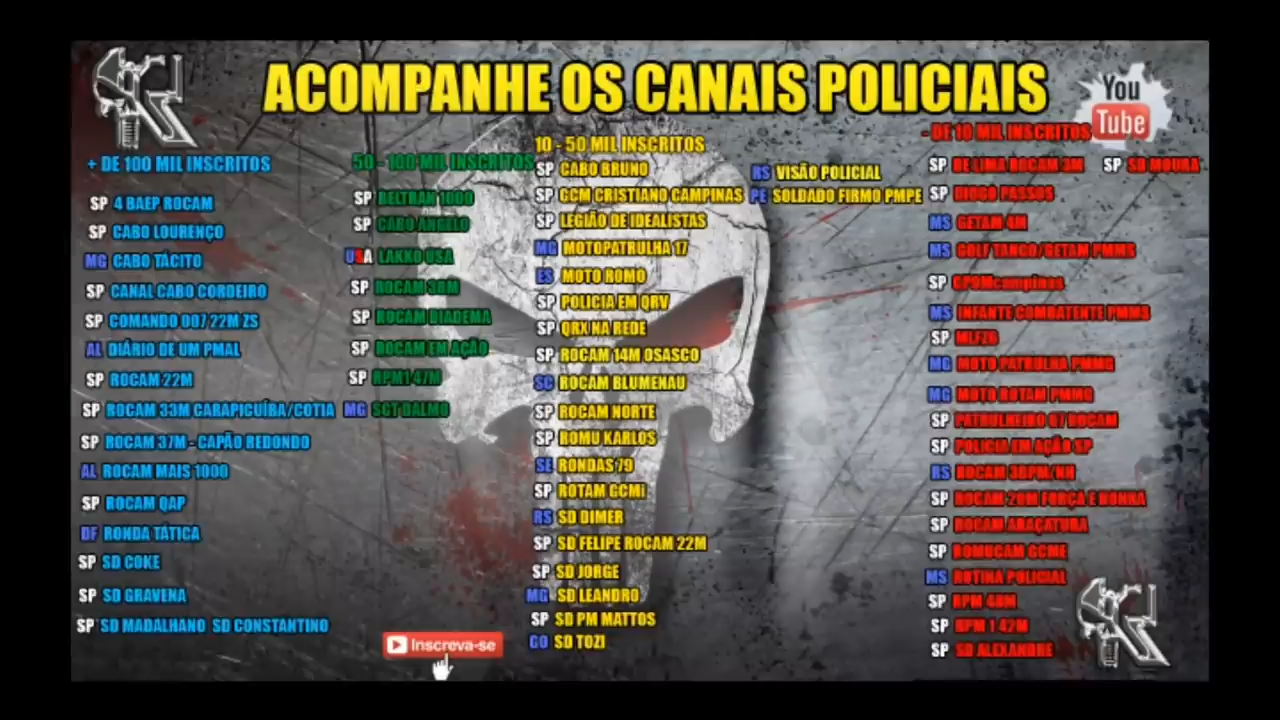 ACOMPANHE OS CANAIS POLICIAIS
You
Tube
+ DE 100 MIL INSCRITOS
SP 4 BAEP ROCAM
SP CABO LOURENÇO
MG CABO TÁCITO
SP CANAL CABO CORDEIRO
SP COMANDO 007 22M ZS
AL DIÁRIO DE UM PMAL
SP ROCAM 22M
SP ROCAM 33M CARAPICUÍBA/COTIA
SP ROCAM 37M - CAPÃO REDONDO
AL ROCAM MAIS 1000
SP ROCAM QAP
DF RONDA TÁTICA
SP SD COKE
SP SD GRAVENA
SP SD MADALHANO SD CONSTANTINO
50 - 100 MIL INSCRITOS
SP BELTRAN 1000
SP CABO ANGELO
USA LAKKO USA
SP ROCAM 38M
SP ROCAM DIADEMA
SP ROCAM EM AÇÃO
SP RPM1 47M
MG SGT DALMO
Inscreva-se
10 - 50 MIL INSCRITOS
SP CABO BRUNO
SP GCM CRISTIANO CAMPINAS
SP LEGIÃO DE IDEALISTAS
MG MOTOPATRULHA 17
ES MOTO ROMO
SP POLICIA EM QRV
SP QRX NA REDE
SP ROCAM 14M OSASCO
SC ROCAM BLUMENAU
SP ROCAM NORTE
SP ROMU KARLOS
SE RONDAS 79
SP ROTAM GCMi
RS SD DIMER
SP SD FELIPE ROCAM 22M
SP SD JORGE
MG SD LEANDRO
SP SD PM MATTOS
GO SD TOZI
RS VISÃO POLICIAL
PE SOLDADO FIRMO PMPE
- DE 10 MIL INSCRITOS
SP DE LIMA ROCAM 3M
SP SD MOURA
SP DIOGO PASSOS
MS GETAM 4M
MS GOLF TANGO/GETAM PMMS
SP
MS INFANTE COMBATENTE PMMS
SP MLFZ6
MG MOTO PATRULHA PMMG
MG MOTO ROTAM PMMG
SP PATRULHEIRO 07 ROCAM
SP POLICIA EM AÇÃO SP
RS ROCAM 3BPM/NH
SP ROCAM 20M FORÇA E HONRA
SP ROCAM ARAÇATUBA
SP ROMUCAM GCME
MS ROTINA POLICIAL
SP RPM 48M
SP RPM 1 42M
SP SD ALEXANDRE